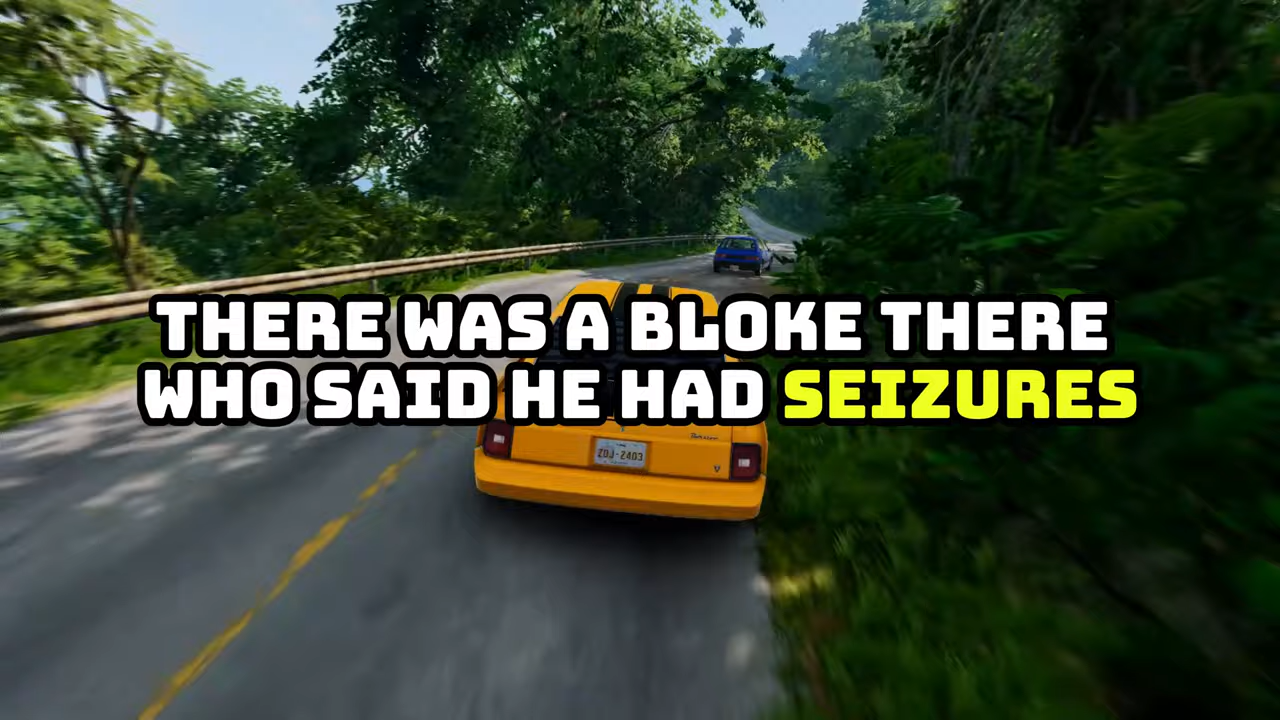 THERE WAS A BLOKE THERE
WHO SAID HE HAD SEIZURES
ZDJ-2403